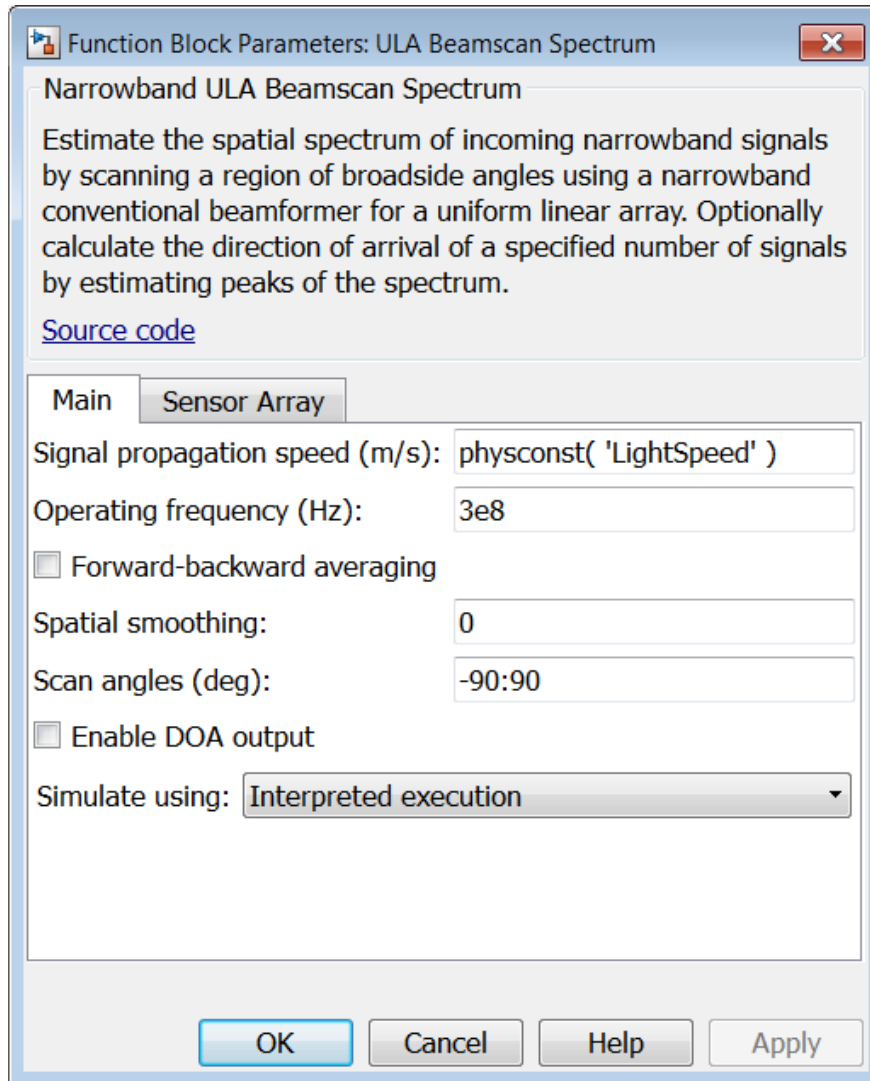 Function Block Parameters: ULA Beamscan Spectrum
Narrowband ULA Beamscan Spectrum
Estimate the spatial spectrum of incoming narrowband signals
by scanning a region of broadside angles using a narrowband
conventional beamformer for a uniform linear array. Optionally
calculate the direction of arrival of a specified number of signals
by estimating peaks of the spectrum.
Source code
Main Sensor Array
Signal propagation speed (m/s): physconst( 'LightSpeed' )
Operating frequency (Hz): 3e8
Forward-backward averaging
Spatial smoothing: 0
Scan angles (deg): -90:90
Enable DOA output
Simulate using: Interpreted execution
OK Cancel Help Apply